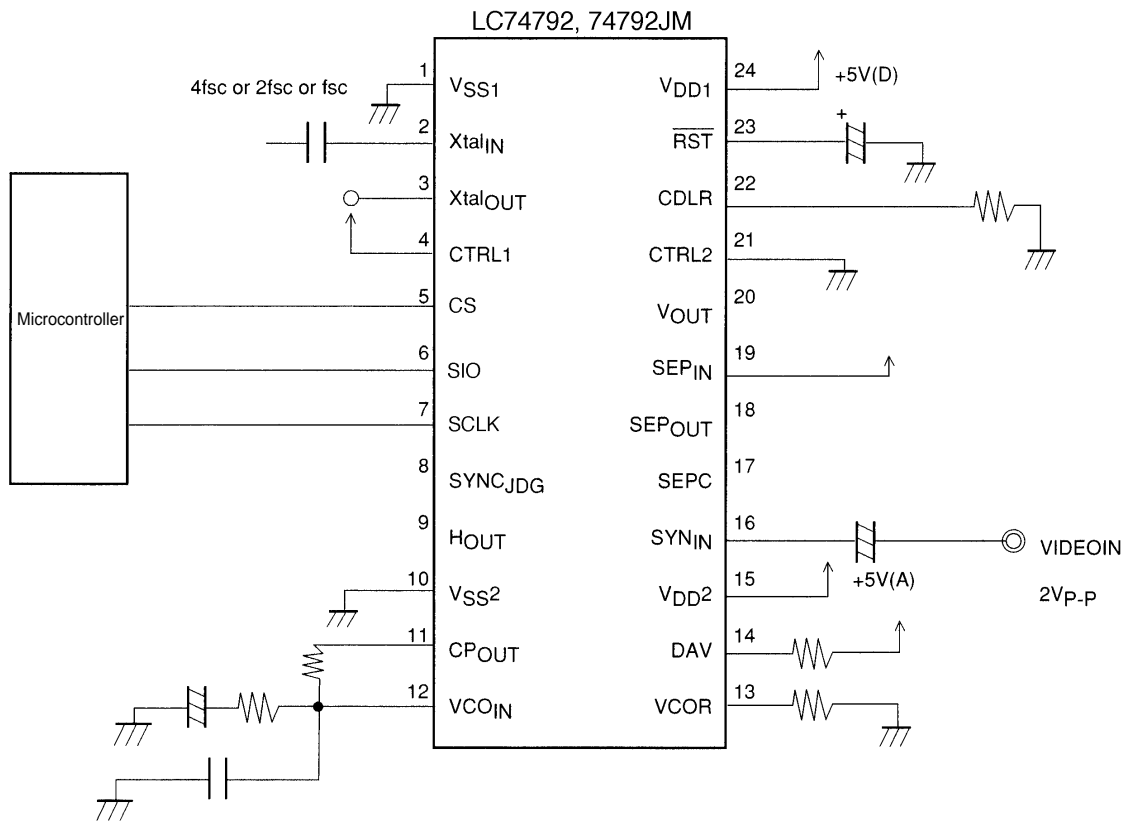 LC74792, 74792JM
4fsc or 2fsc or fsc
Microcontroller
1 VSS1
2 XtalIN
3 XtalOUT
4 CTRL1
5 CS
6 SIO
7 SCLK
8 SYNCJDG
9 HOUT
10 VSS2
11 CPOUT
12 VCOIN
VDD1 24
+5V(D)
RST 23
+
CDLR 22
CTRL2 21
VOUT 20
SEPIN 19
SEPOUT 18
SEPC 17
SYNIN 16
VIDEOIN
2VP-P
+5V(A)
VDD2 15
DAV 14
VCOR 13